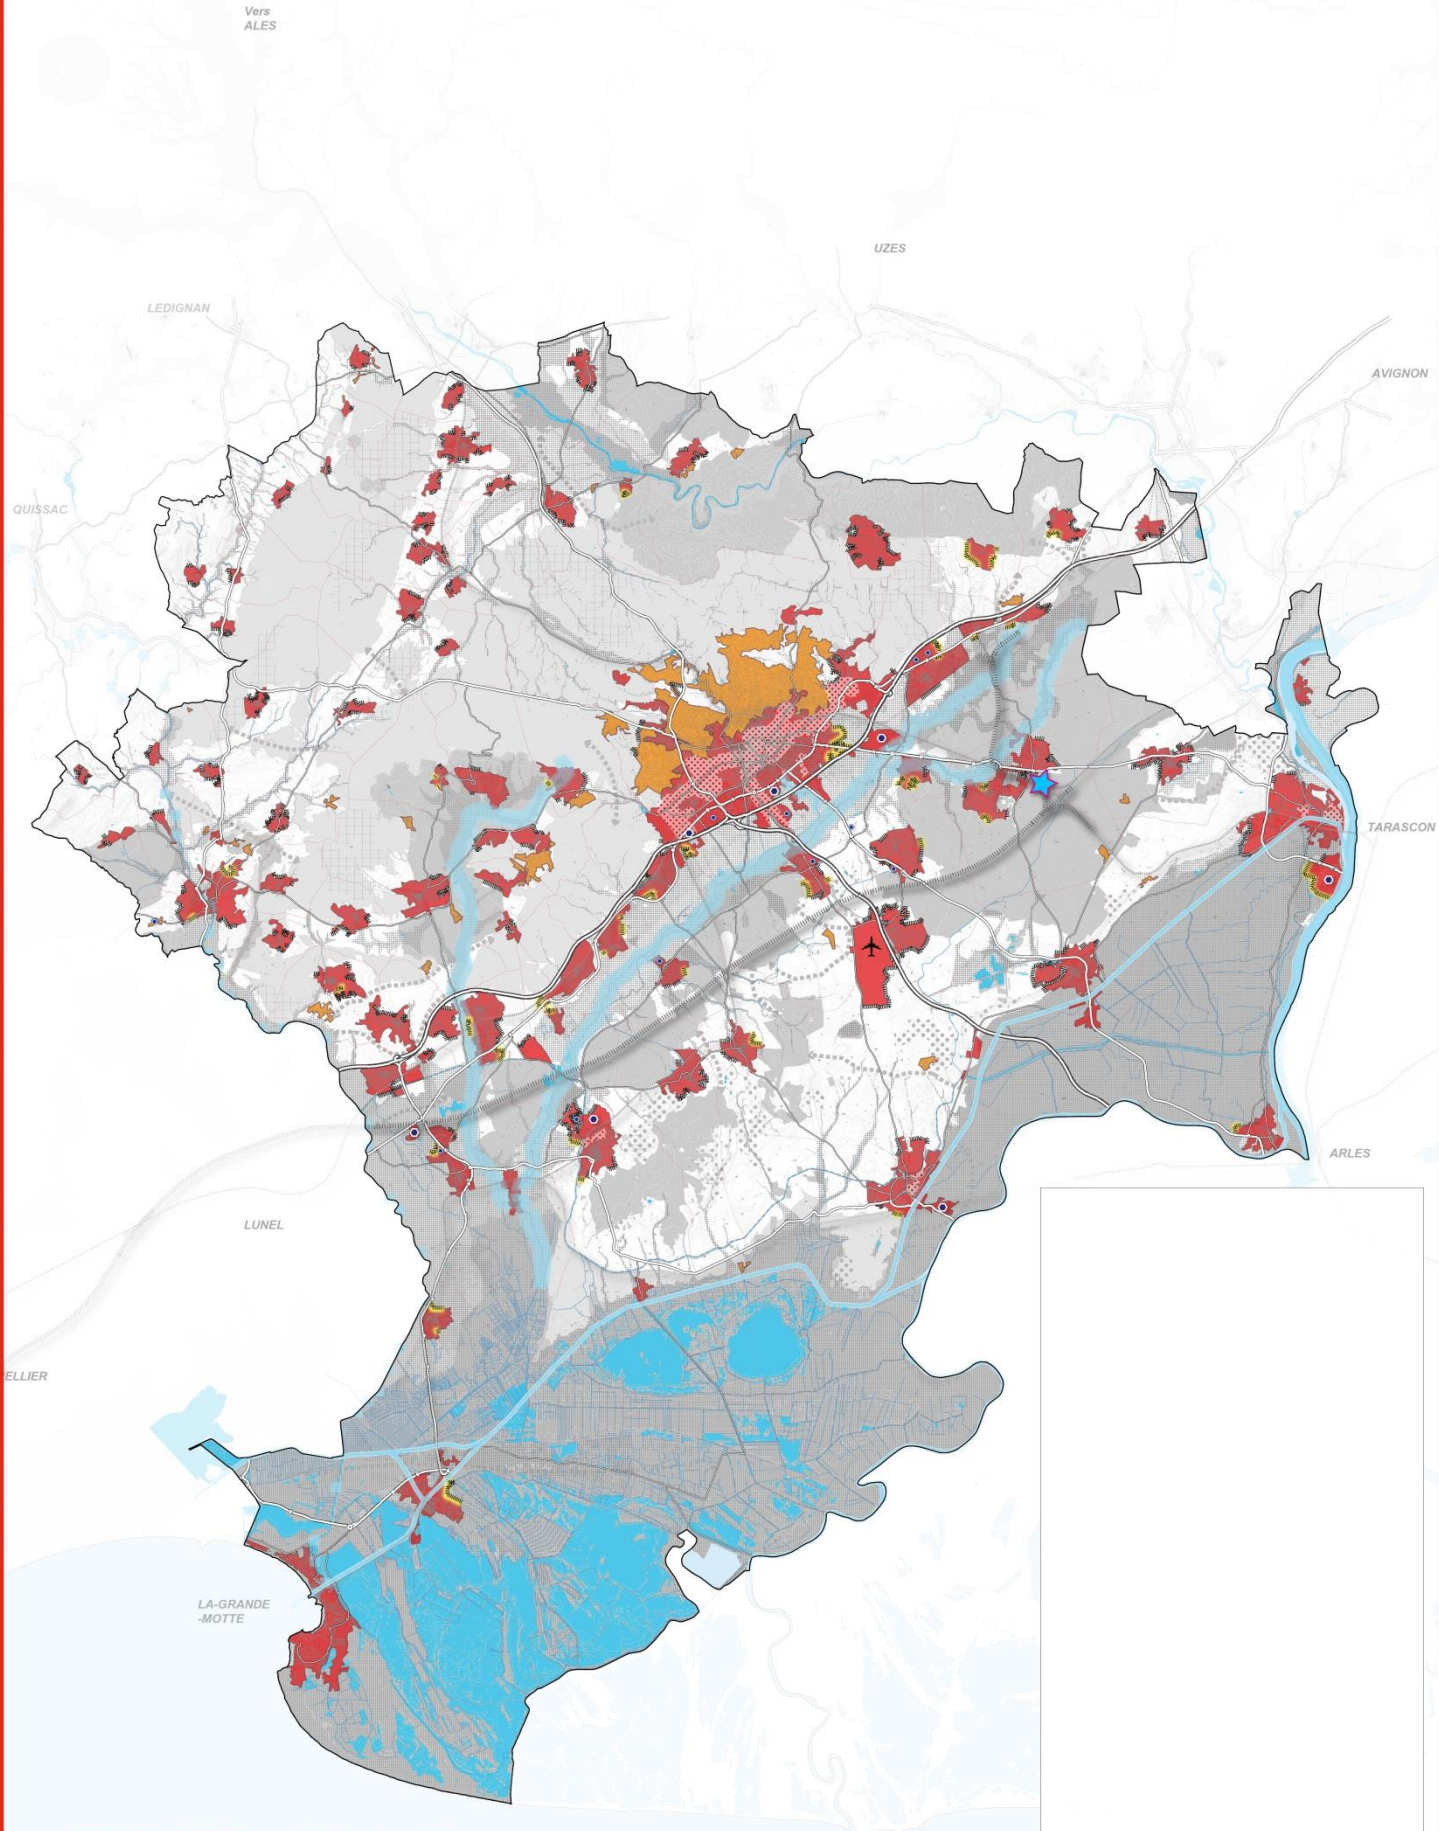 Vers
ALES
UZES
LEDIGNAN
AVIGNON
QUISSAC
TARASCON
ARLES
LUNEL
ELLIER
LA-GRANDE
-MOTTE